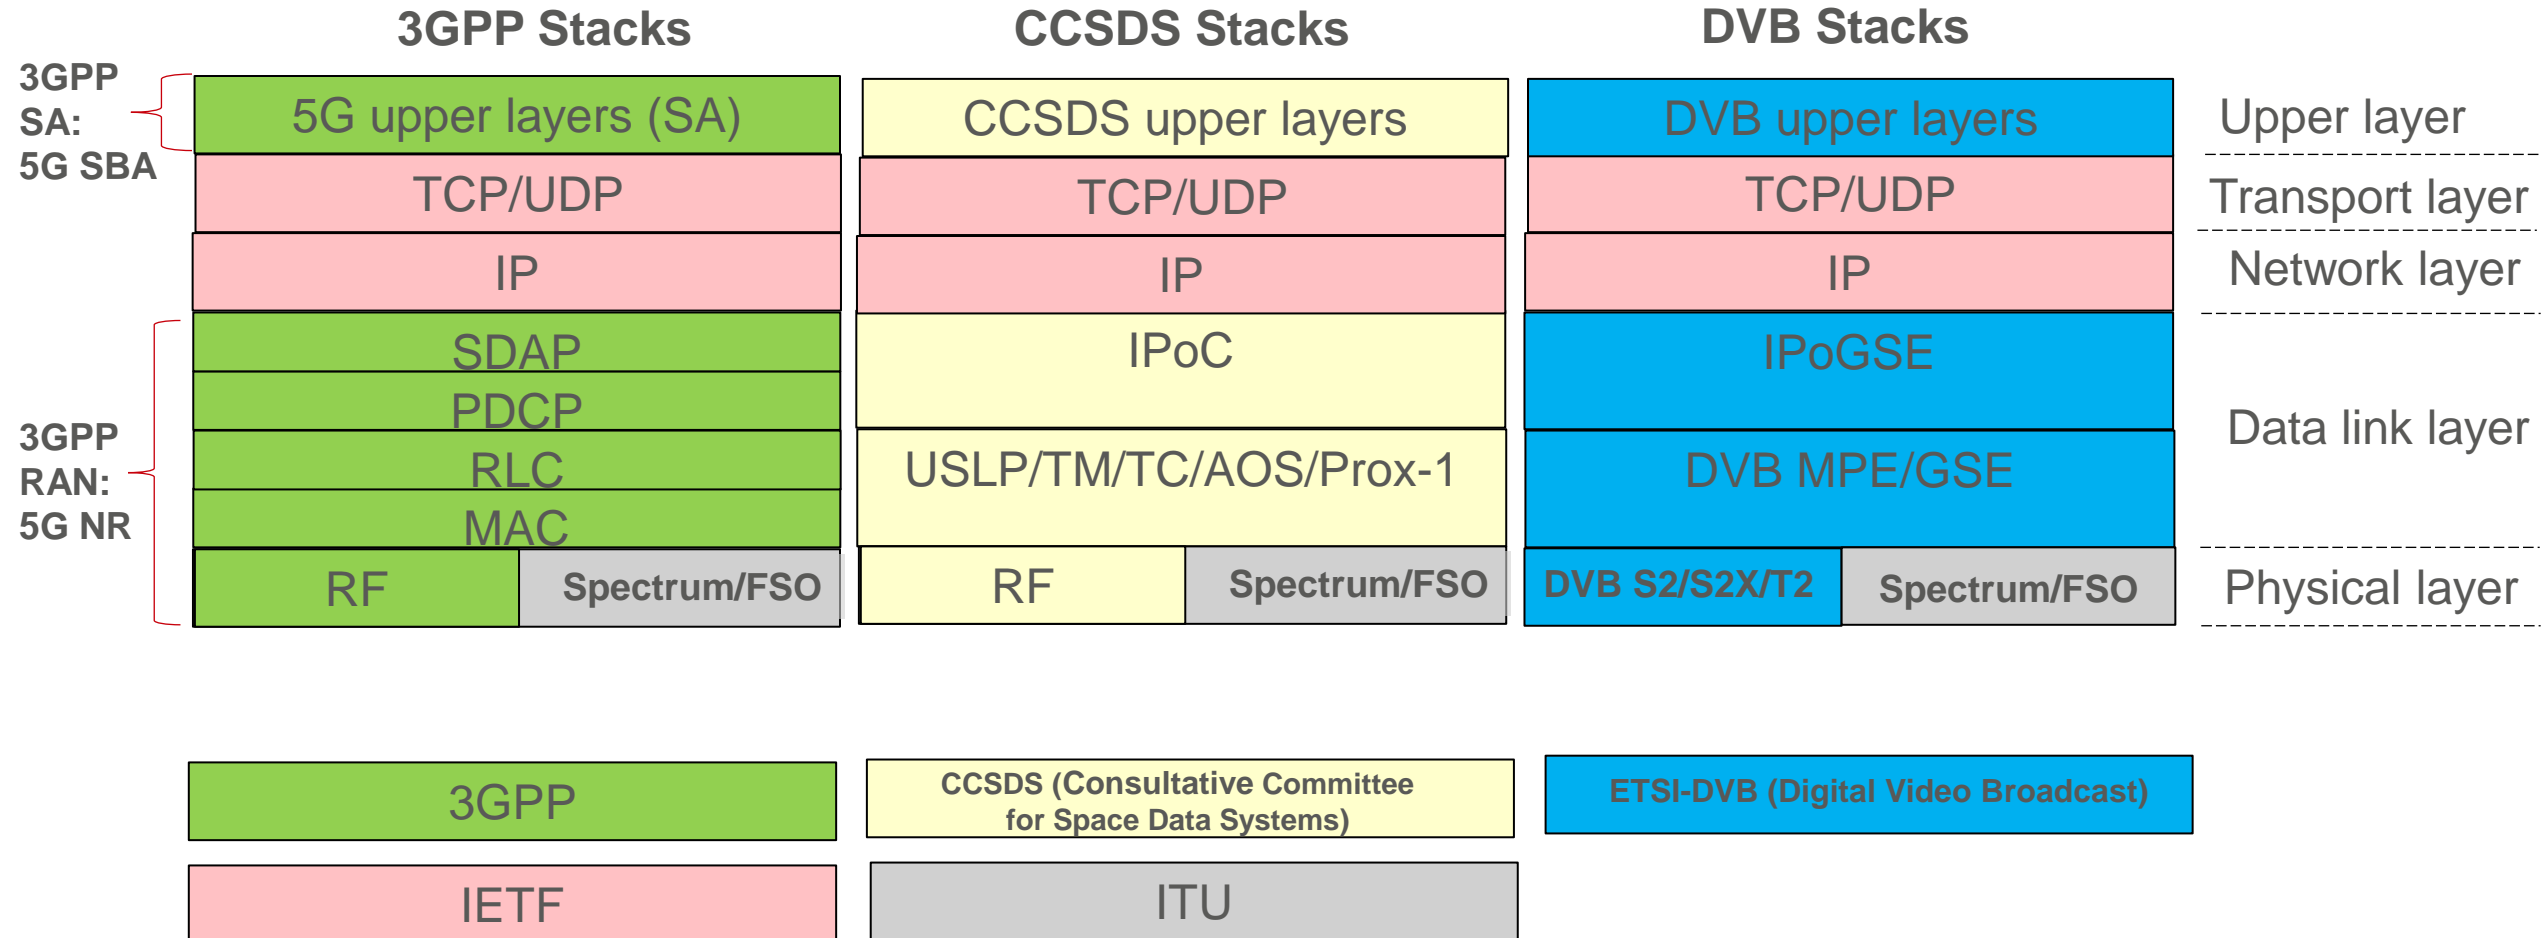 3GPP Stacks
CCSDS Stacks
DVB Stacks
3GPP
SA:
5G SBA
5G upper layers (SA)
CCSDS upper layers
DVB upper layers
Upper layer
TCP/UDP
TCP/UDP
TCP/UDP
Transport layer
IP
IP
IP
Network layer
3GPP
RAN:
5G NR
SDAP
PDCP
RLC
MAC
IPoC
USLP/TM/TC/AOS/Prox-1
IPoGSE
DVB MPE/GSE
Data link layer
RF
Spectrum/FSO
RF
Spectrum/FSO
DVB S2/S2X/T2
Spectrum/FSO
Physical layer
3GPP
CCSDS (Consultative Committee
for Space Data Systems)
ETSI-DVB (Digital Video Broadcast)
IETF
ITU